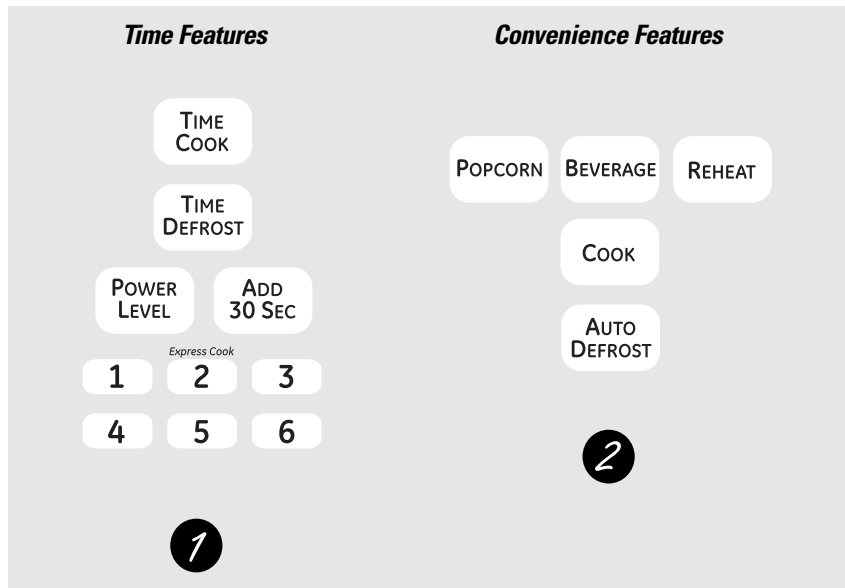 Time Features
Time
Cook
Time
Defrost
Power
Level
Add
30 Sec
Express Cook
1 2 3
4 5 6
1
Convenience Features
Popcorn Beverage Reheat
Cook
Auto
Defrost
2